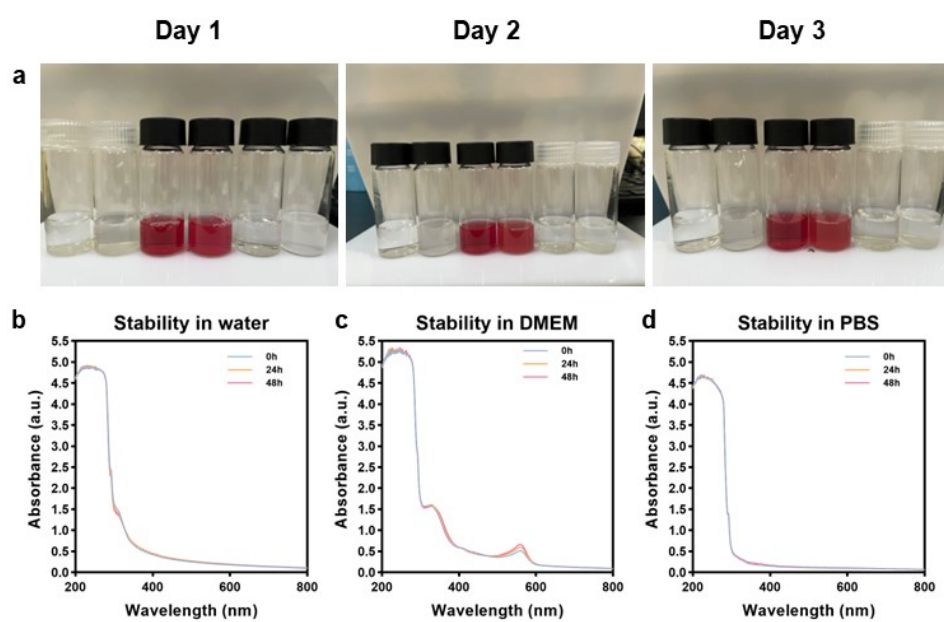 Day 1
Day 2
Day 3
a
b
Stability in water
5.5
5.0
4.5
4.0
3.5
3.0
2.5
2.0
1.5
1.0
0.5
0.0
200
400
600
800
Absorbance (a.u.)
Wavelength (nm)
0h
24h
48h
c
Stability in DMEM
5.5
5.0
4.5
4.0
3.5
3.0
2.5
2.0
1.5
1.0
0.5
0.0
200
400
600
800
Absorbance (a.u.)
Wavelength (nm)
0h
24h
48h
d
Stability in PBS
5.5
5.0
4.5
4.0
3.5
3.0
2.5
2.0
1.5
1.0
0.5
0.0
200
400
600
800
Absorbance (a.u.)
Wavelength (nm)
0h
24h
48h